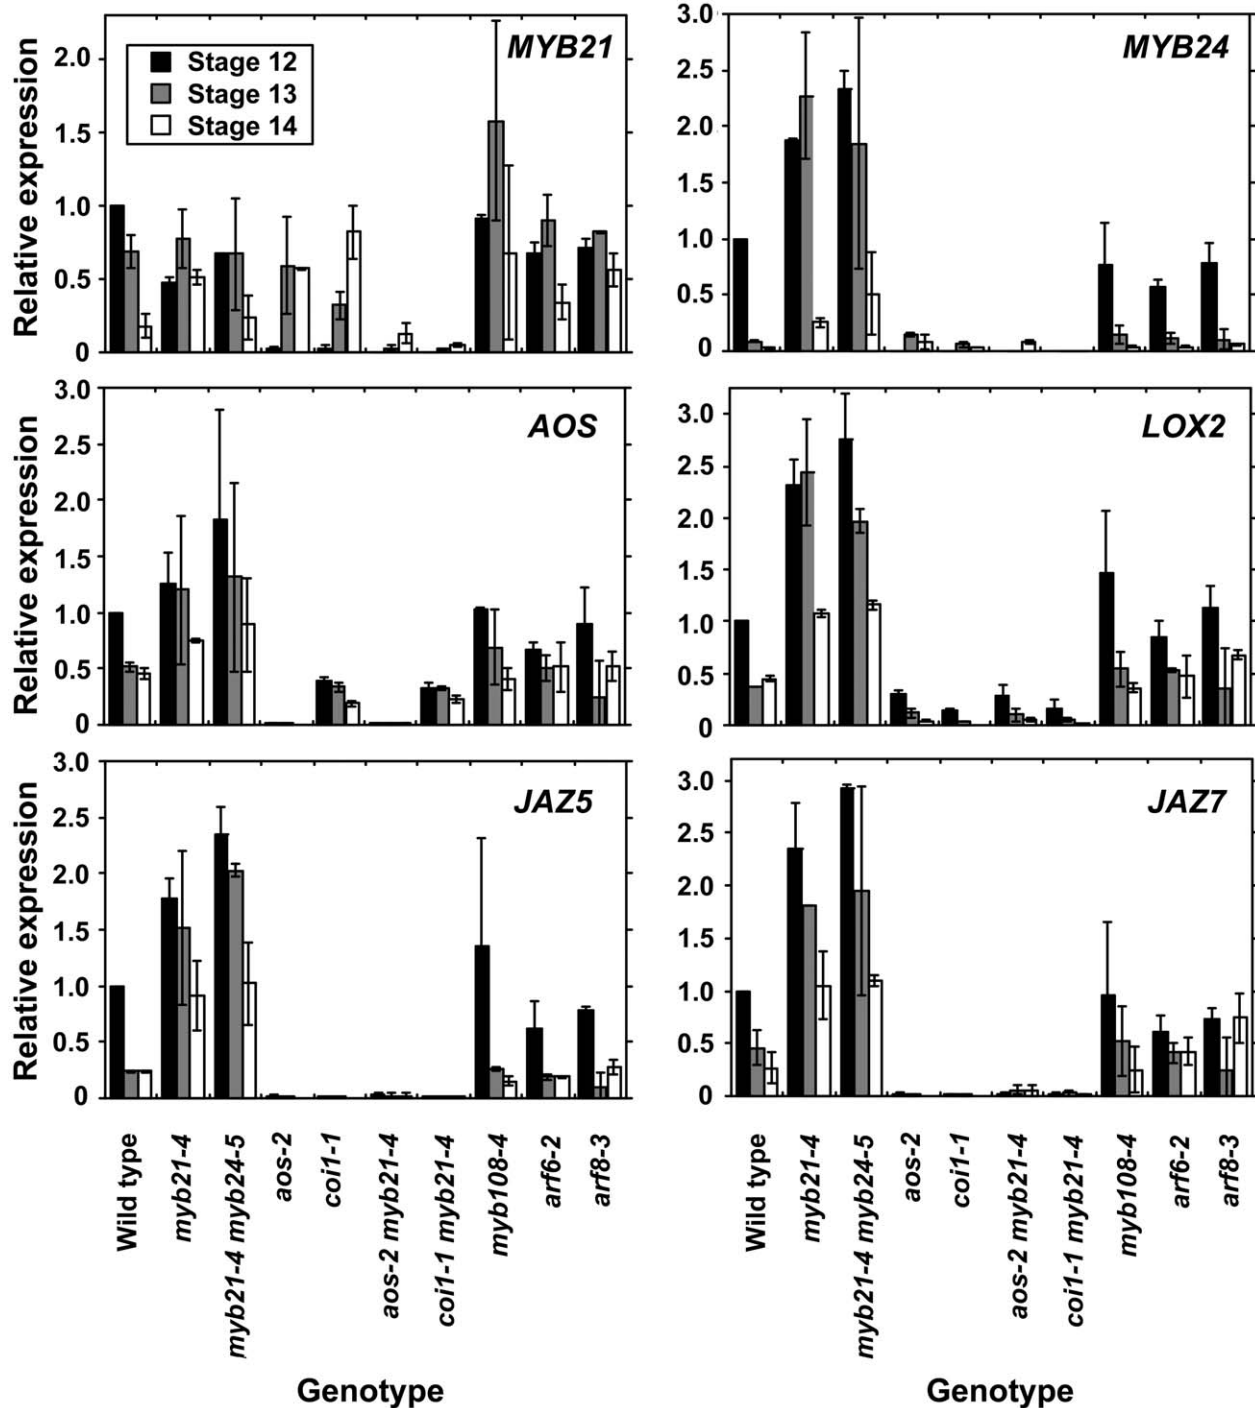 MYB21
Stage 12
Stage 13
Stage 14
Relative expression
2.0
1.5
1.0
0.5
0
MYB24
3.0
2.5
2.0
1.5
1.0
0.5
0
AOS
Relative expression
3.0
2.5
2.0
1.5
1.0
0.5
0
LOX2
3.0
2.5
2.0
1.5
1.0
0.5
0
JAZ5
Relative expression
3.0
2.5
2.0
1.5
1.0
0.5
0
JAZ7
3.0
2.5
2.0
1.5
1.0
0.5
0
Wild type
myb21-4
myb21-4 myb24-5
aos-2
coi1-1
aos-2 myb21-4
coi1-1 myb21-4
myb108-4
arf6-2
arf8-3
Genotype
Wild type
myb21-4
myb21-4 myb24-5
aos-2
coi1-1
aos-2 myb21-4
coi1-1 myb21-4
myb108-4
arf6-2
arf8-3
Genotype